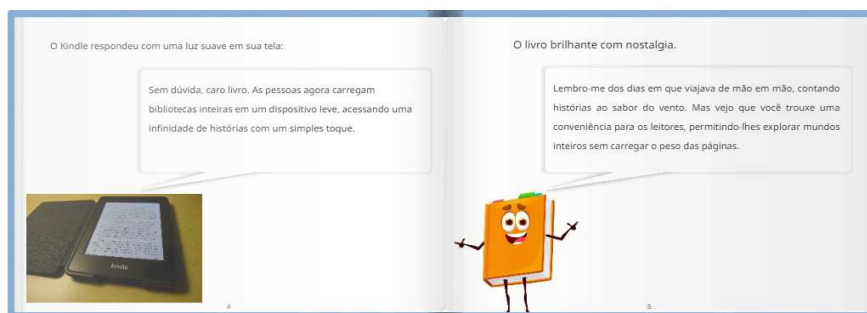 O Kindle respondeu com uma luz suave em sua tela:
Sem dúvida, caro livro. As pessoas agora carregam
bibliotecas inteiras em um dispositivo leve, acessando uma
infinidade de histórias com um simples toque.
kindle
4
O livro brilhante com nostalgia.
Lembro-me dos dias em que viajava de mão em mão, contando
histórias ao sabor do vento. Mas vejo que você trouxe uma
conveniência para os leitores, permitindo-lhes explorar mundos
inteiros sem carregar o peso das páginas.
5